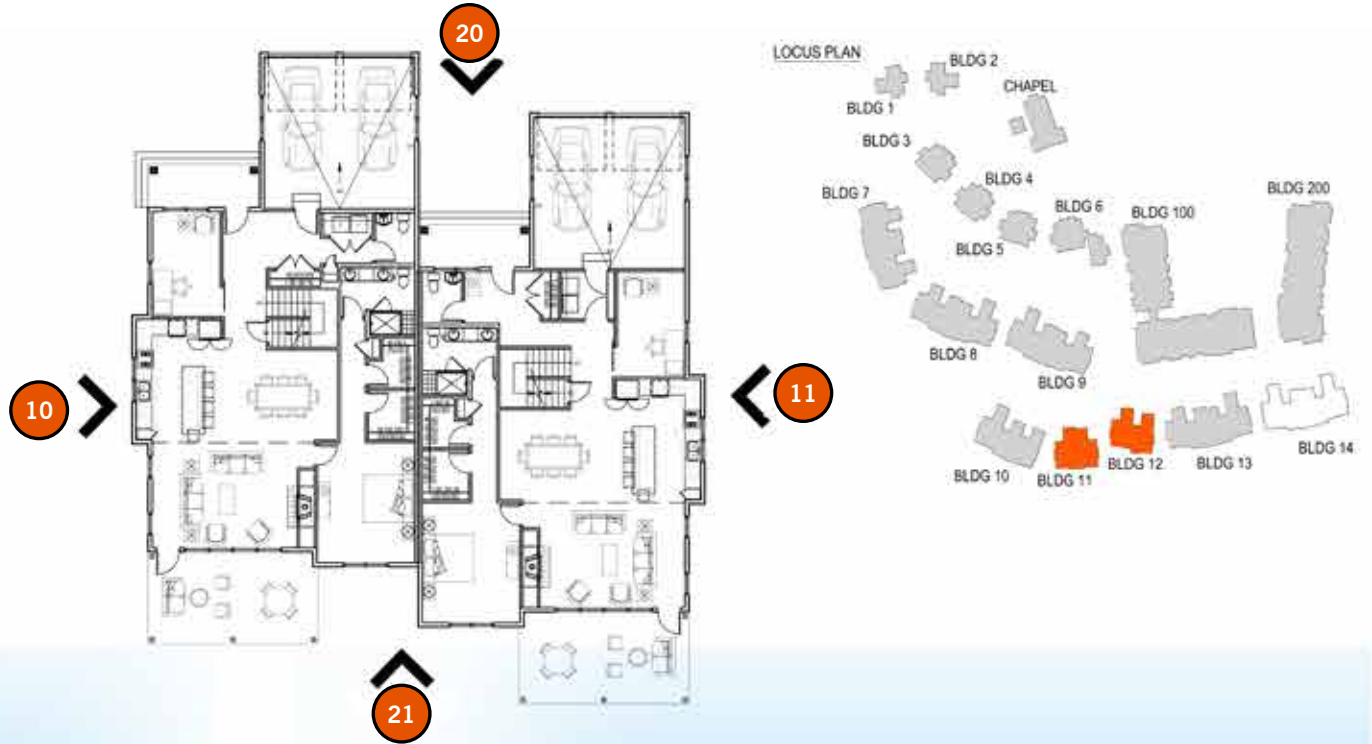 20
10
11
21
LOCUS PLAN
BLDG 1
BLDG 2
CHAPEL
BLDG 3
BLDG 4
BLDG 7
BLDG 5
BLDG 6
BLDG 100
BLDG 200
BLDG 8
BLDG 9
BLDG 10
BLDG 11
BLDG 12
BLDG 13
BLDG 14